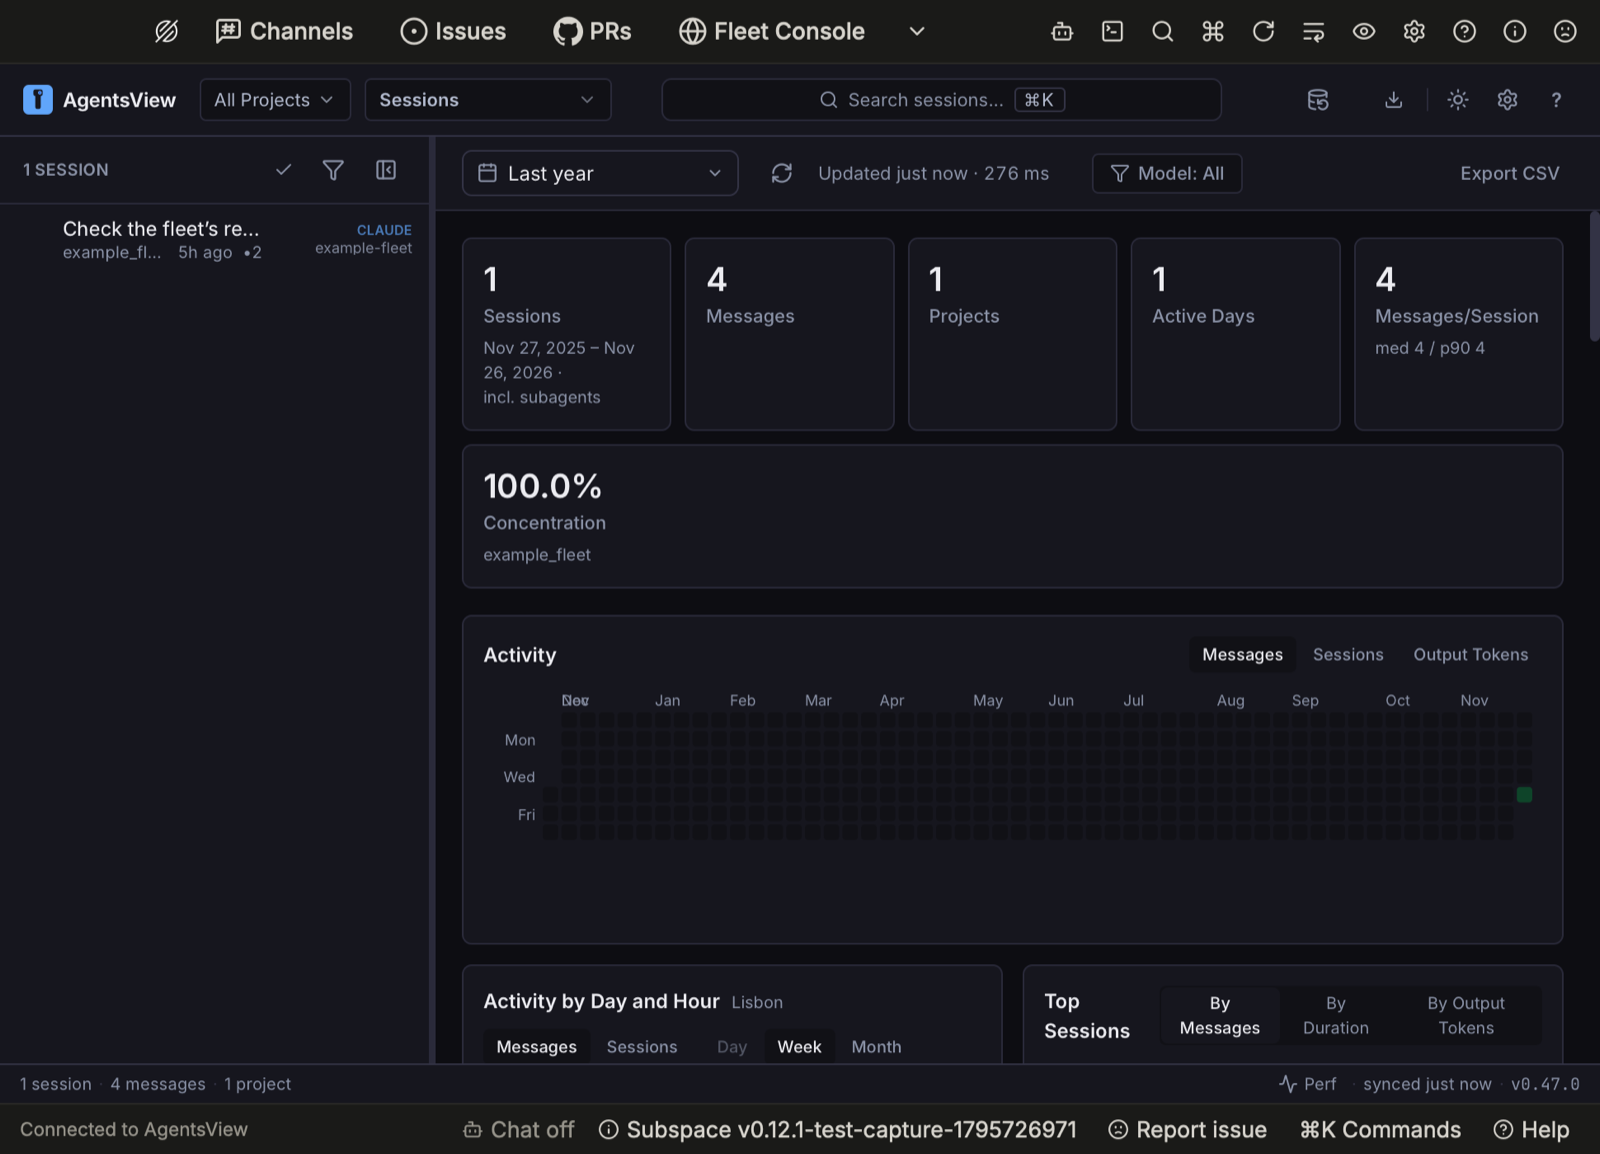 Channels Issues PRs Fleet Console
AgentsView All Projects Sessions Search sessions... ⌘K ?
1 SESSION
Last year Updated just now · 276 ms Model: All Export CSV
Check the fleet’s re... CLAUDE
example_fl... 5h ago •2 example-fleet
1
Sessions
Nov 27, 2025 – Nov
26, 2026 ·
incl. subagents
4
Messages
1
Projects
1
Active Days
4
Messages/Session
med 4 / p90 4
100.0%
Concentration
example_fleet
Activity Messages Sessions Output Tokens
Jan Feb Mar Apr May Jun Jul Aug Sep Oct Nov
Mon
Wed
Fri
Activity by Day and Hour Lisbon
Messages Sessions Day Week Month
Top
Sessions
By
Messages
By
Duration
By Output
Tokens
1 session · 4 messages · 1 project Perf · synced just now · v0.47.0
Connected to AgentsView Chat off Subspace v0.12.1-test-capture-1795726971 Report issue ⌘K Commands Help